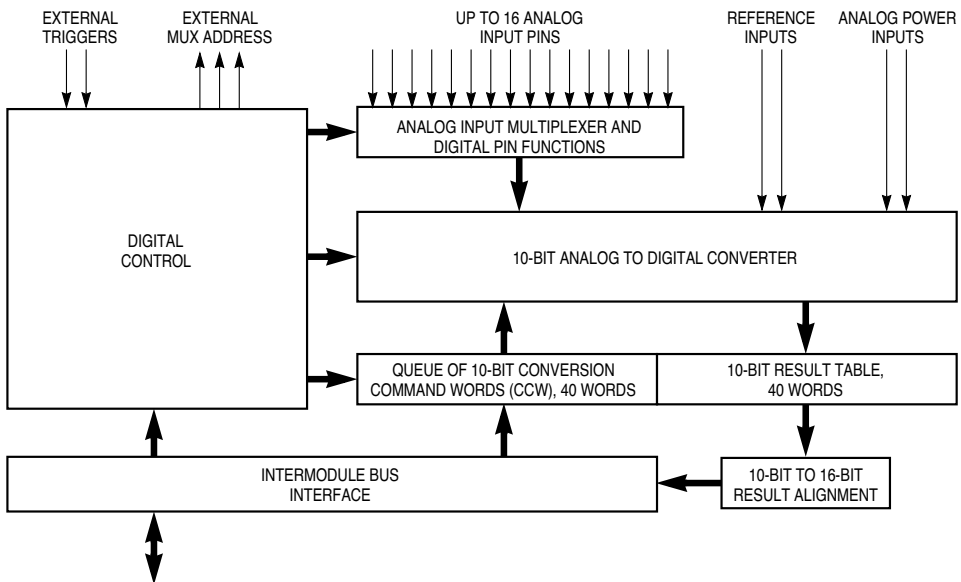 EXTERNAL
TRIGGERS
EXTERNAL
MUX ADDRESS
UP TO 16 ANALOG
INPUT PINS
REFERENCE
INPUTS
ANALOG POWER
INPUTS
ANALOG INPUT MULTIPLEXER AND
DIGITAL PIN FUNCTIONS
DIGITAL
CONTROL
10-BIT ANALOG TO DIGITAL CONVERTER
QUEUE OF 10-BIT CONVERSION
COMMAND WORDS (CCW), 40 WORDS
10-BIT RESULT TABLE,
40 WORDS
INTERMODULE BUS
INTERFACE
10-BIT TO 16-BIT
RESULT ALIGNMENT